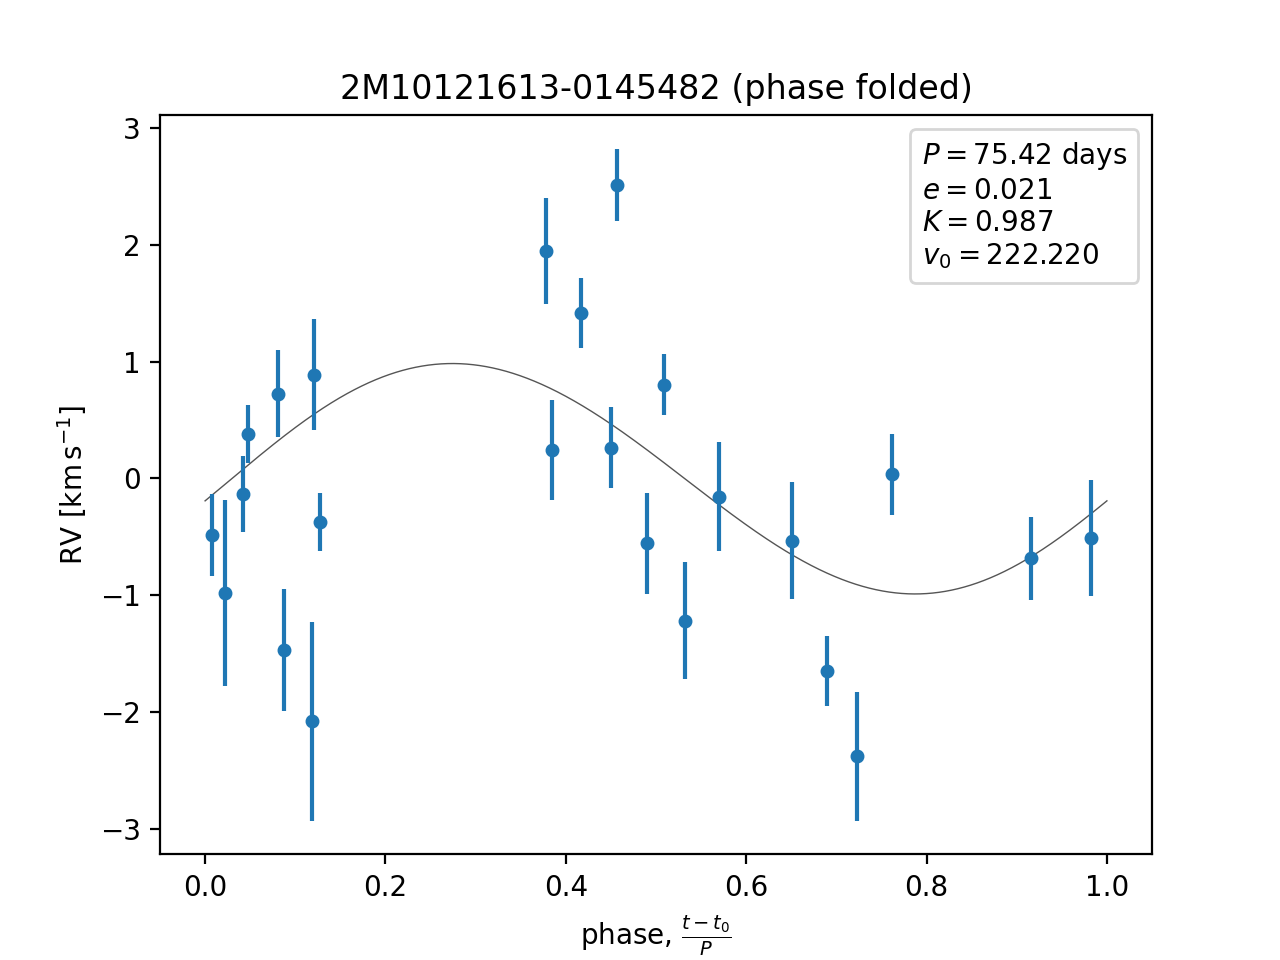 2M10121613-0145482 (phase folded)
3
2
1
0
−1
−2
−3
RV [km s⁻¹]
P = 75.42 days
e = 0.021
K = 0.987
v₀ = 222.220
0.0 0.2 0.4 0.6 0.8 1.0
phase, (t − t₀)/P